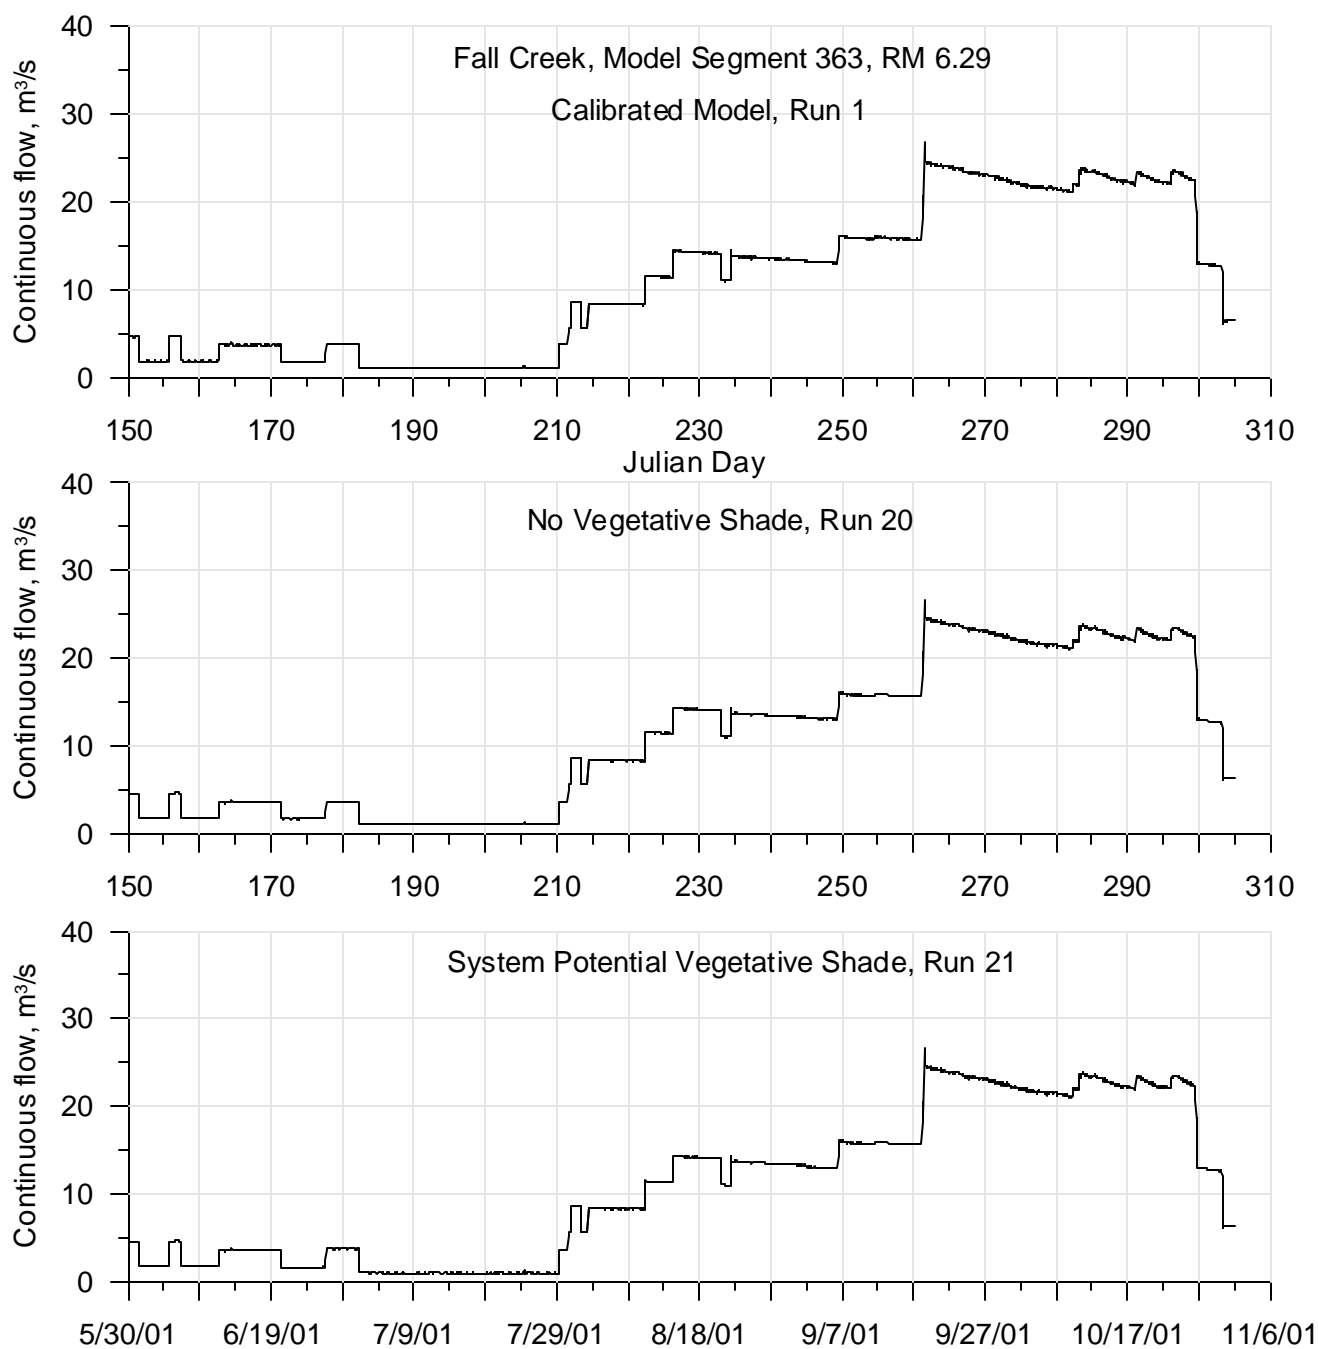 Fall Creek, Model Segment 363, RM 6.29
Calibrated Model, Run 1
Continuous flow, m³/s
40
30
20
10
0
150 170 190 210 230 250 270 290 310
Julian Day
No Vegetative Shade, Run 20
Continuous flow, m³/s
40
30
20
10
0
150 170 190 210 230 250 270 290 310
System Potential Vegetative Shade, Run 21
Continuous flow, m³/s
40
30
20
10
0
5/30/01 6/19/01 7/9/01 7/29/01 8/18/01 9/7/01 9/27/01 10/17/01 11/6/01